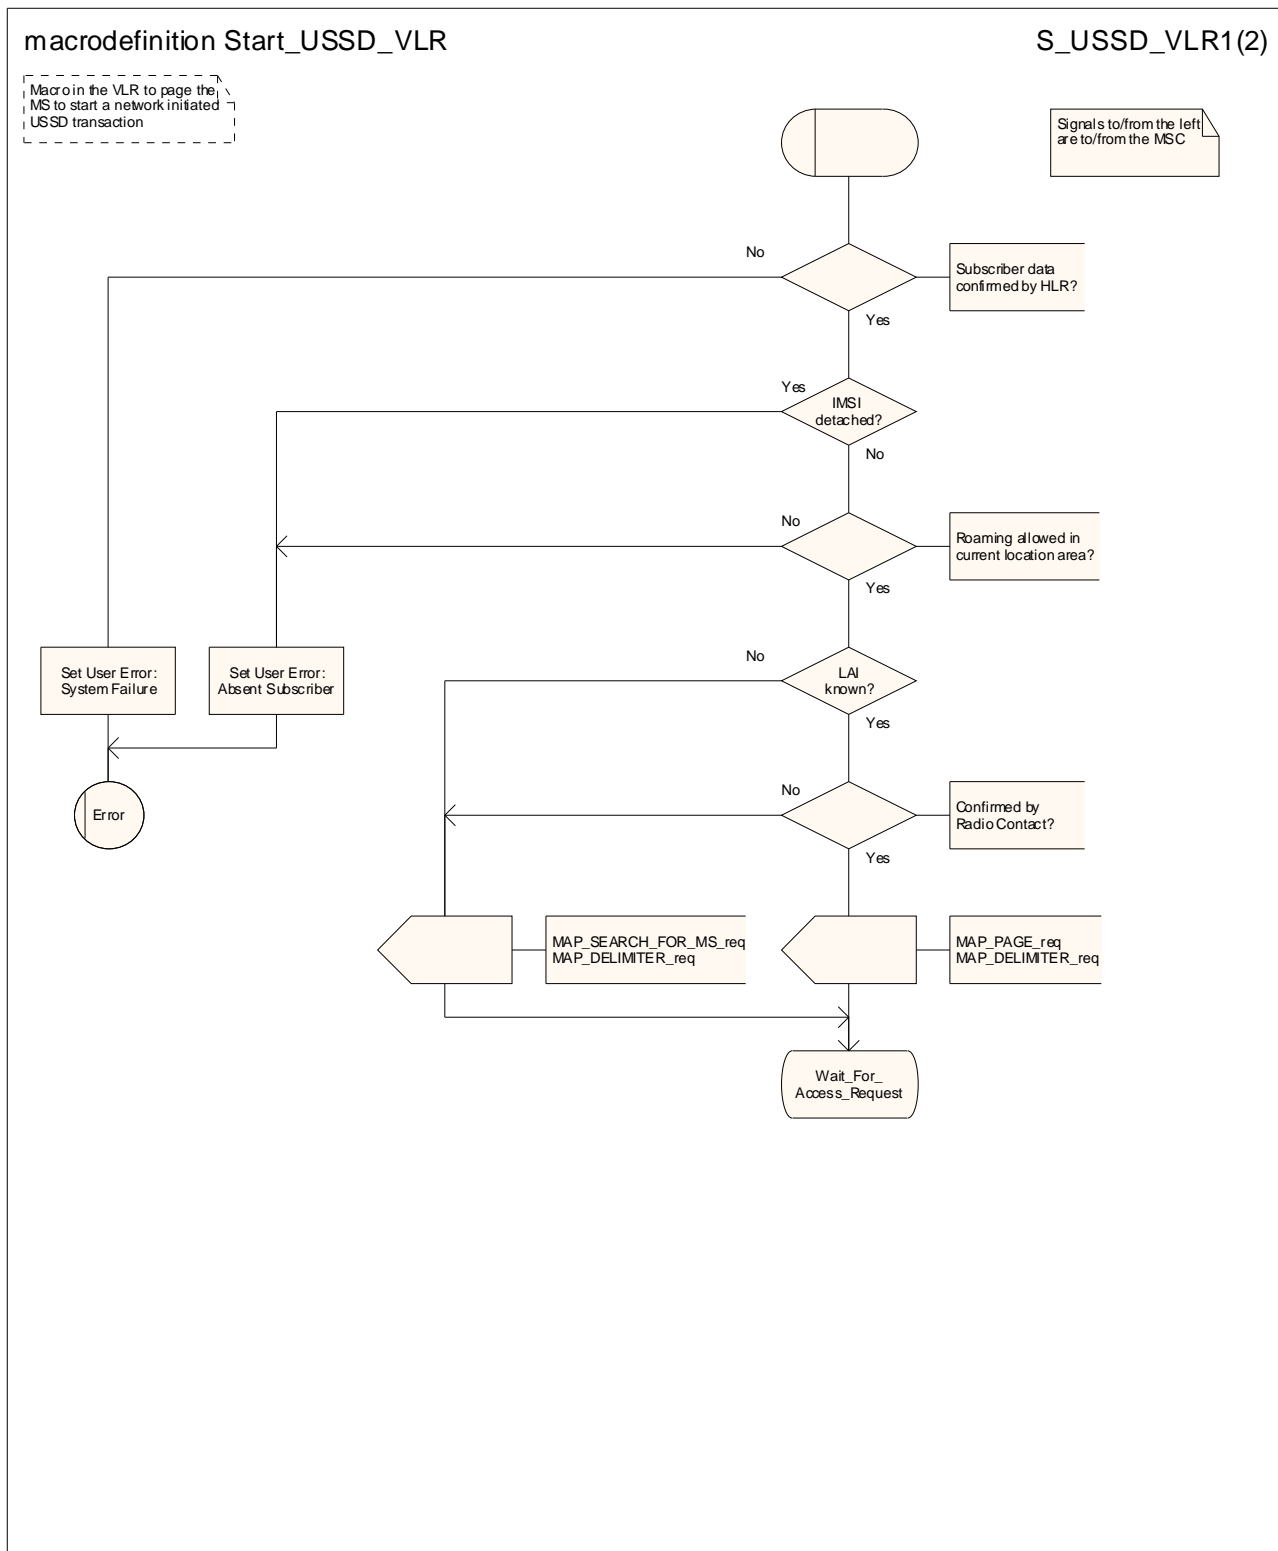 macrodefinition Start_USSD_VLR
S_USSD_VLR1(2)
Macro in the VLR to page the
MS to start a network initiated
USSD transaction
Signals to/from the left
are to/from the MSC
No
Subscriber data
confirmed by HLR?
Yes
Yes
IMSI
detached?
No
No
Roaming allowed in
current location area?
Yes
Set User Error:
System Failure
Set User Error:
Absent Subscriber
No
LAI
known?
Yes
No
Confirmed by
Radio Contact?
Yes
Error
MAP_SEARCH_FOR_MS_req
MAP_DELIMITER_req
MAP_PAGE_req
MAP_DELIMITER_req
Wait_For_
Access_Request